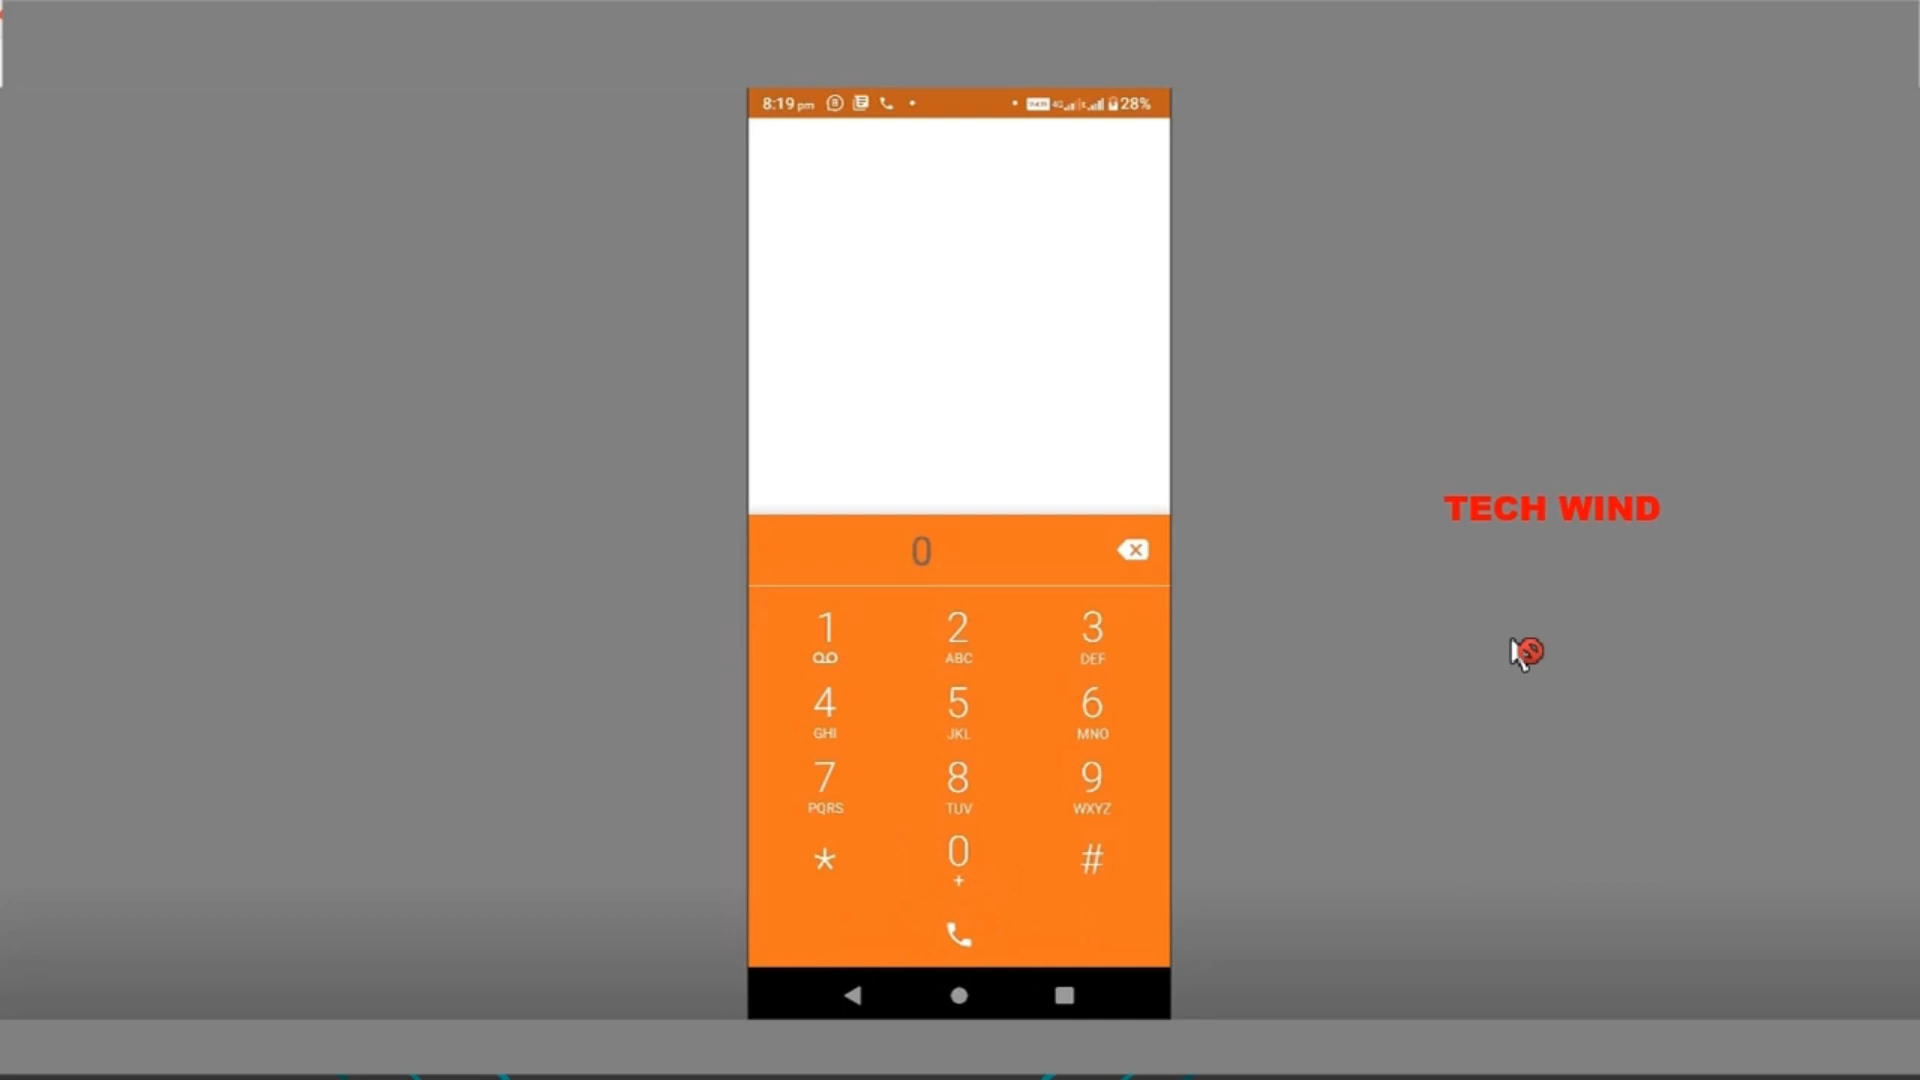 8:19 pm 28%
TECH WIND
0
1 2 3
ABC DEF
4 5 6
GHI JKL MNO
7 8 9
PQRS TUV WXYZ
* 0 #
+